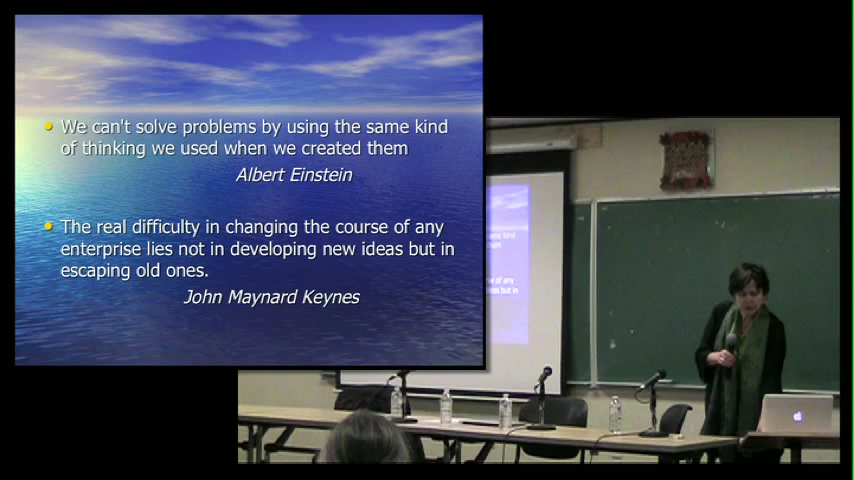 We can't solve problems by using the same kind
of thinking we used when we created them
Albert Einstein
The real difficulty in changing the course of any
enterprise lies not in developing new ideas but in
escaping old ones.
John Maynard Keynes